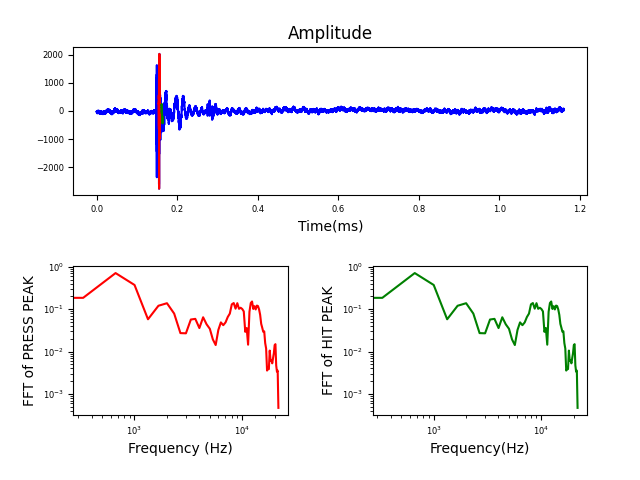 Amplitude
2000
1000
0
−1000
−2000
0.0 0.2 0.4 0.6 0.8 1.0 1.2
Time(ms)
FFT of PRESS PEAK
10⁰
10⁻¹
10⁻²
10⁻³
10³ 10⁴
Frequency (Hz)
FFT of HIT PEAK
10⁰
10⁻¹
10⁻²
10⁻³
10³ 10⁴
Frequency(Hz)